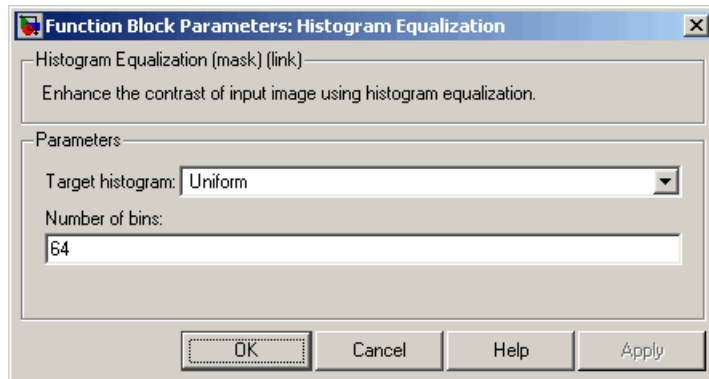 Function Block Parameters: Histogram Equalization
Histogram Equalization (mask) (link)
Enhance the contrast of input image using histogram equalization.
Parameters
Target histogram: Uniform
Number of bins:
64
OK Cancel Help Apply